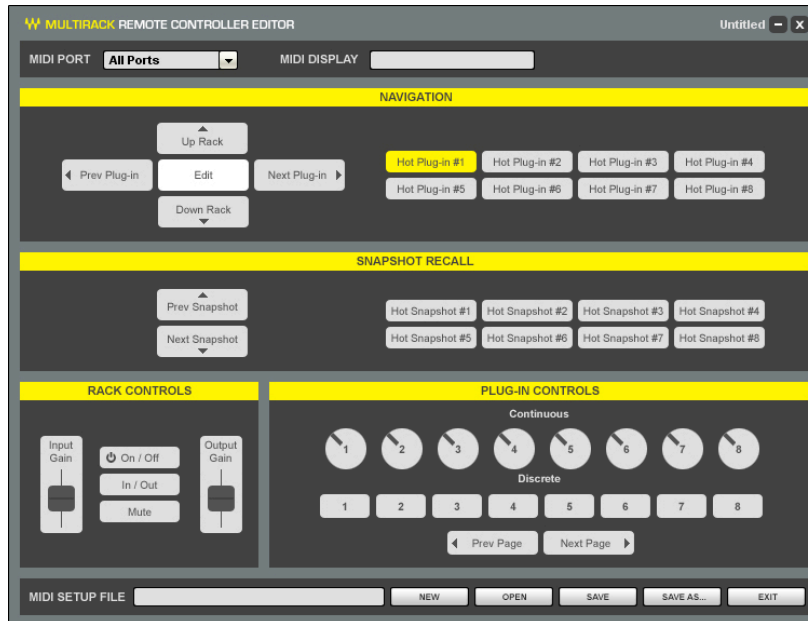 MULTIRACK REMOTE CONTROLLER EDITOR Untitled
MIDI PORT All Ports MIDI DISPLAY
NAVIGATION
Up Rack
Prev Plug-in Edit Next Plug-in
Down Rack
Hot Plug-in #1 Hot Plug-in #2 Hot Plug-in #3 Hot Plug-in #4
Hot Plug-in #5 Hot Plug-in #6 Hot Plug-in #7 Hot Plug-in #8
SNAPSHOT RECALL
Prev Snapshot
Next Snapshot
Hot Snapshot #1 Hot Snapshot #2 Hot Snapshot #3 Hot Snapshot #4
Hot Snapshot #5 Hot Snapshot #6 Hot Snapshot #7 Hot Snapshot #8
RACK CONTROLS
Input
Gain
On / Off
In / Out
Mute
Output
Gain
PLUG-IN CONTROLS
Continuous
1 2 3 4 5 6 7 8
Discrete
1 2 3 4 5 6 7 8
Prev Page Next Page
MIDI SETUP FILE NEW OPEN SAVE SAVE AS... EXIT